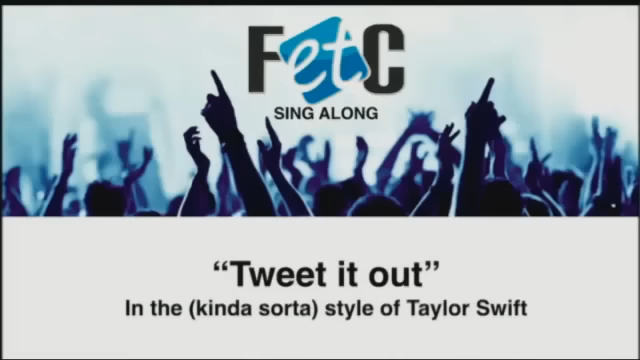 FetC
SING ALONG
“Tweet it out”
In the (kinda sorta) style of Taylor Swift